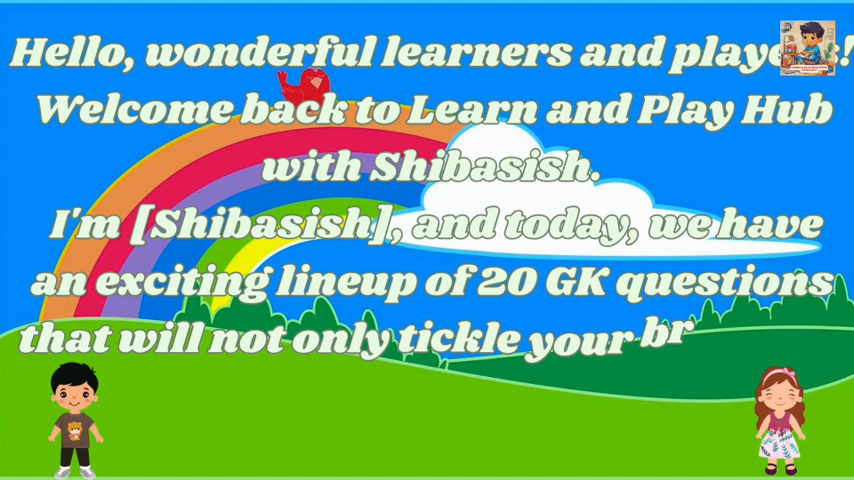 Hello, wonderful learners and
Welcome back to Learn and Play Hub
with Shibasish.
I'm [Shibasish], and today, we have
an exciting lineup of 20 GK questions
that will not only tickle your br